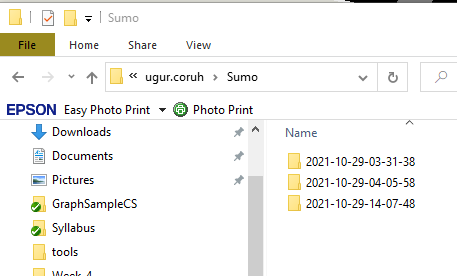 Sumo
File Home Share View
« ugur.coruh > Sumo
EPSON Easy Photo Print Photo Print
Downloads
Documents
Pictures
GraphSampleCS
Syllabus
tools
Week-4
Name
2021-10-29-03-31-38
2021-10-29-04-05-58
2021-10-29-14-07-48